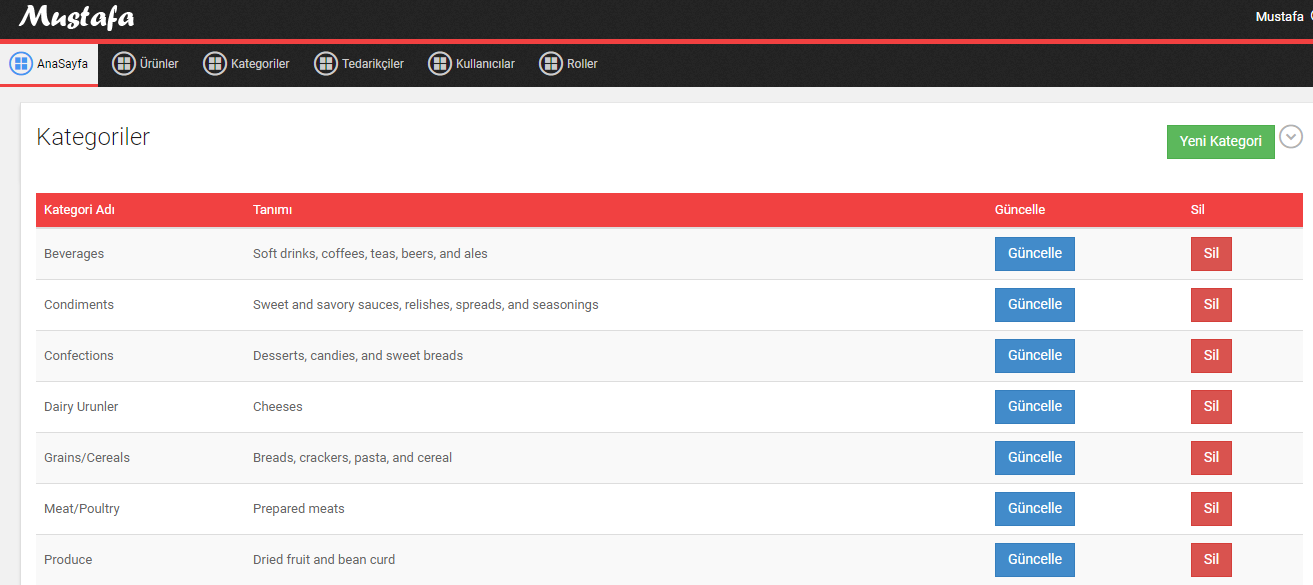 Mustafa
Mustafa
AnaSayfa Ürünler Kategoriler Tedarikçiler Kullanıcılar Roller
Kategoriler
Yeni Kategori
Kategori Adı Tanımı Güncelle Sil
Beverages Soft drinks, coffees, teas, beers, and ales Güncelle Sil
Condiments Sweet and savory sauces, relishes, spreads, and seasonings Güncelle Sil
Confections Desserts, candies, and sweet breads Güncelle Sil
Dairy Urunler Cheeses Güncelle Sil
Grains/Cereals Breads, crackers, pasta, and cereal Güncelle Sil
Meat/Poultry Prepared meats Güncelle Sil
Produce Dried fruit and bean curd Güncelle Sil